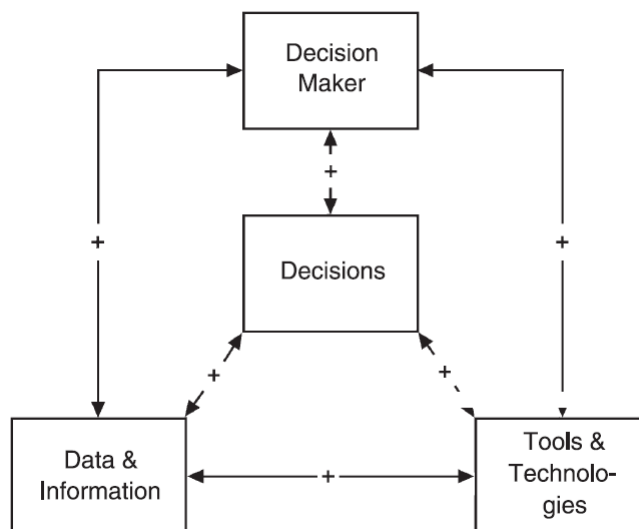 Decision
Maker
+
+
+
Decisions
+
+
Data &
Information
+
Tools &
Technolo-
gies